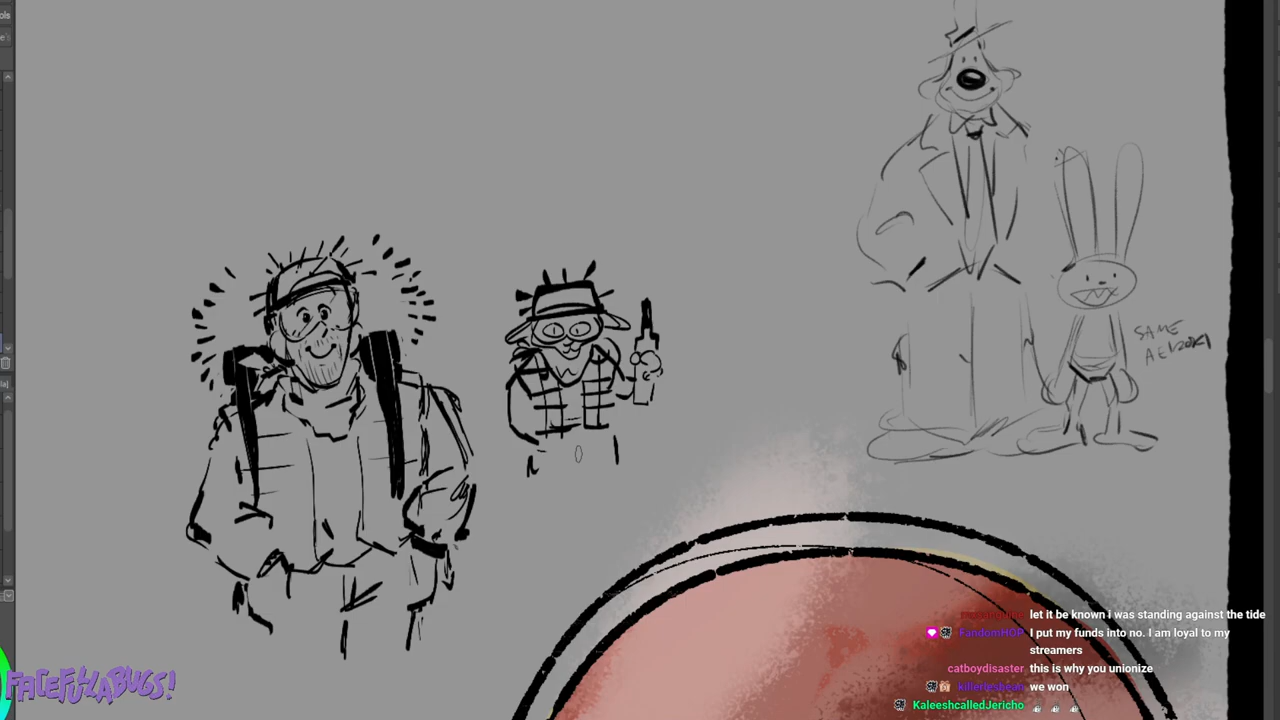 ols
SAME
let it be known i was standing against the tide
FandomHOP I put my funds into no. I am loyal to my
streamers
catboydisaster this is why you unionize
we won
KaleeshcalledJericho
FACEFULLABUGS!